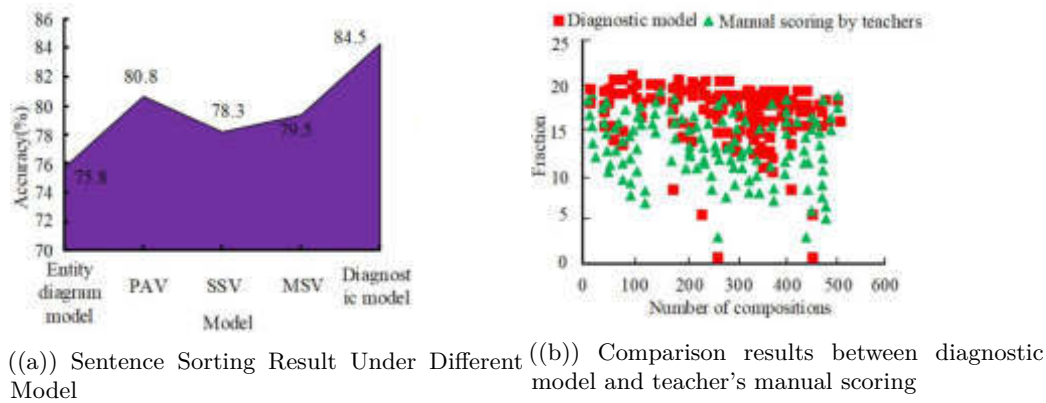 86
84
82
80
78
76
74
72
70
Accuracy(%)
75.8
80.8
78.3
79.5
84.5
Entity
diagram
model
PAV
SSV
MSV
Diagnost
ic model
Model
((a)) Sentence Sorting Result Under Different
Model
Diagnostic model
Manual scoring by teachers
25
20
15
10
5
0
Fraction
0
100
200
300
400
500
600
Number of compositions
((b)) Comparison results between diagnostic
model and teacher's manual scoring